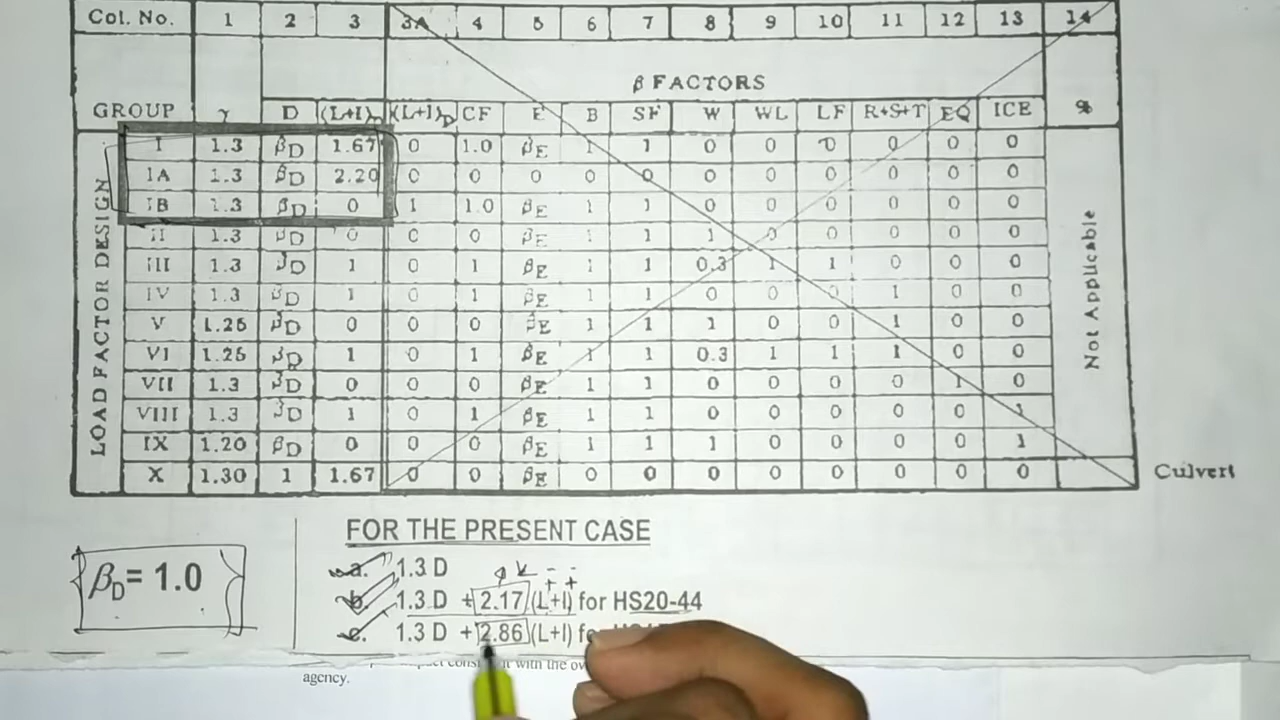 Col. No. 1 2 3 3A 4 5 6 7 8 9 10 11 12 13 14
β FACTORS
GROUP γ D (L+I)n (L+I)p CF E B SF W WL LF R+S+T EQ ICE %
LOAD FACTOR DESIGN
I 1.3 βD 1.67 0 1.0 βE 1 1 0 0 0 0 0 0
IA 1.3 βD 2.20 0 0 0 0 0 0 0 0 0 0 0
IB 1.3 βD 0 1 1.0 βE 1 1 0 0 0 0 0 0
II 1.3 βD 0 0 0 βE 1 1 1 0 0 0 0 0
III 1.3 βD 1 0 1 βE 1 1 0.3 1 1 0 0 0
IV 1.3 βD 1 0 1 βE 1 1 0 0 0 1 0 0
V 1.25 βD 0 0 0 βE 1 1 1 0 0 1 0 0
VI 1.25 βD 1 0 1 βE 1 1 0.3 1 1 1 0 0
VII 1.3 βD 0 0 0 βE 1 1 0 0 0 0 1 0
VIII 1.3 βD 1 0 1 βE 1 1 0 0 0 0 0 1
IX 1.20 βD 0 0 0 βE 1 1 1 0 0 0 0 1
X 1.30 1 1.67 0 0 βE 0 0 0 0 0 0 0 0 Culvert
Not Applicable
βD = 1.0
FOR THE PRESENT CASE
a. 1.3 D
b. 1.3 D + 2.17 (L+I) for HS20-44
c. 1.3 D + 2.86 (L+I)
with the
agency.